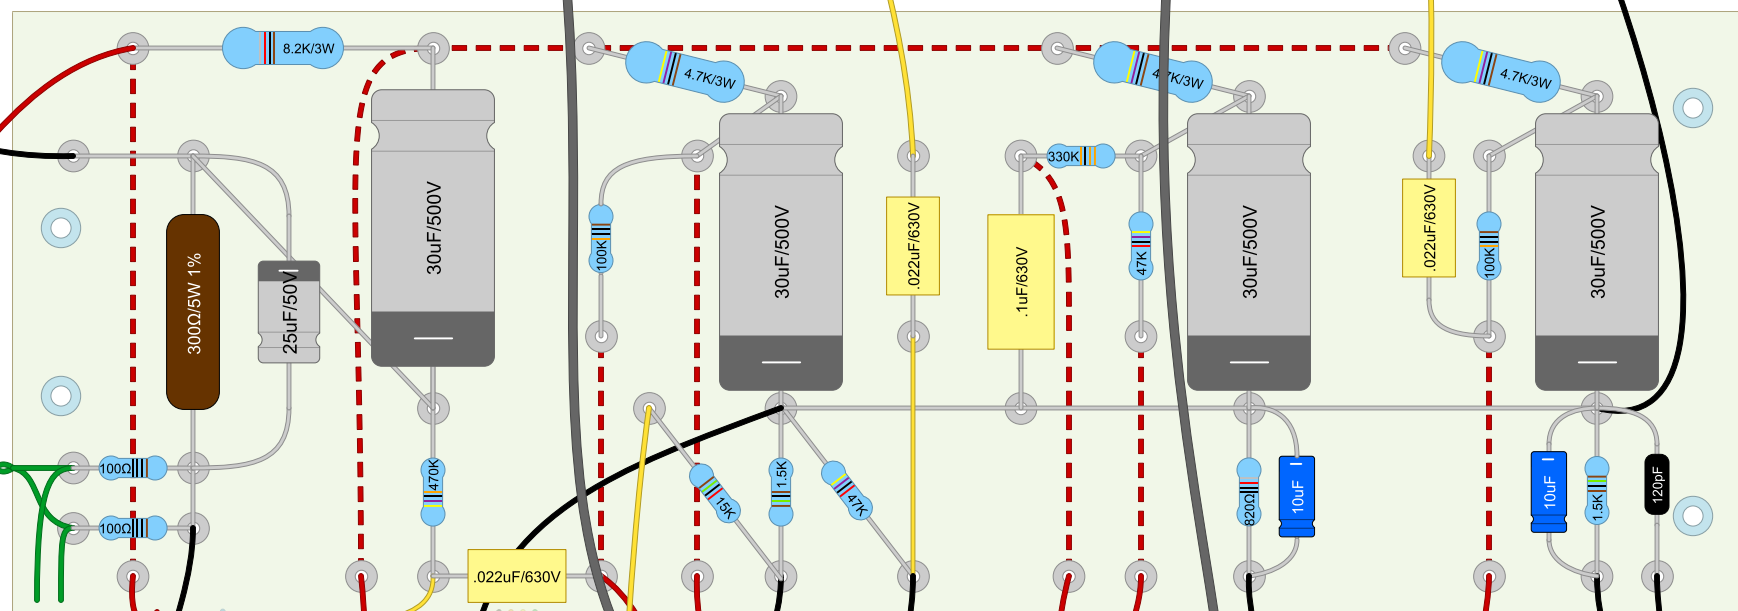 8.2K/3W
4.7K/3W
4.7K/3W
4.7K/3W
330K
300Ω/5W 1%
25uF/50V
30uF/500V
100K
30uF/500V
.022uF/630V
.1uF/630V
47K
30uF/500V
.022uF/630V
100K
30uF/500V
100Ω
100Ω
470K
.022uF/630V
15K
1.5K
47K
820Ω
10uF
10uF
1.5K
120pF